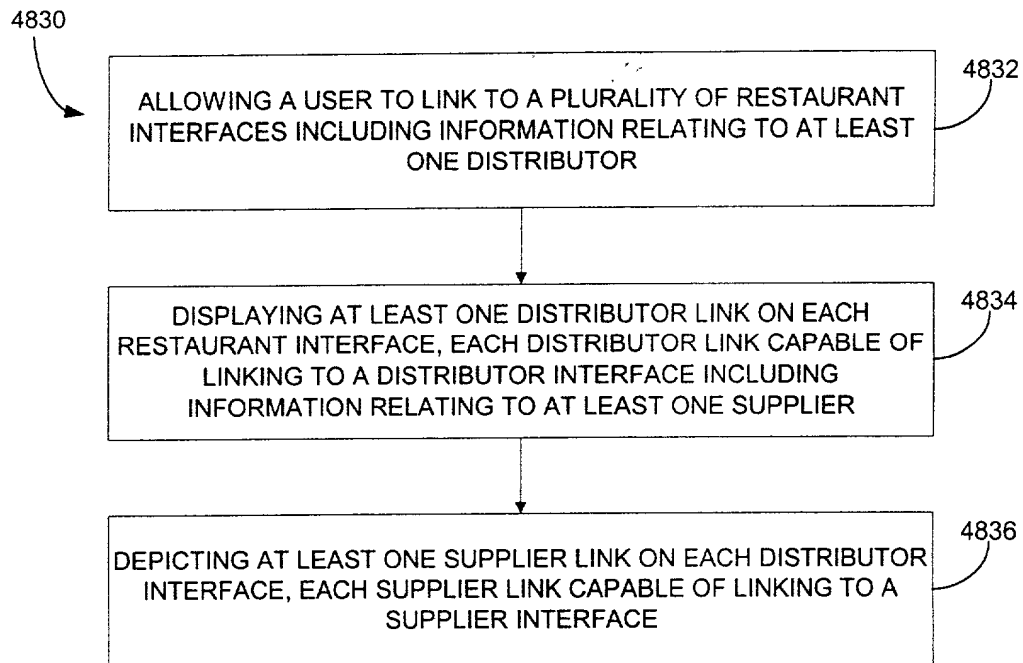 4830
4832
ALLOWING A USER TO LINK TO A PLURALITY OF RESTAURANT
INTERFACES INCLUDING INFORMATION RELATING TO AT LEAST
ONE DISTRIBUTOR
4834
DISPLAYING AT LEAST ONE DISTRIBUTOR LINK ON EACH
RESTAURANT INTERFACE, EACH DISTRIBUTOR LINK CAPABLE OF
LINKING TO A DISTRIBUTOR INTERFACE INCLUDING
INFORMATION RELATING TO AT LEAST ONE SUPPLIER
4836
DEPICTING AT LEAST ONE SUPPLIER LINK ON EACH DISTRIBUTOR
INTERFACE, EACH SUPPLIER LINK CAPABLE OF LINKING TO A
SUPPLIER INTERFACE